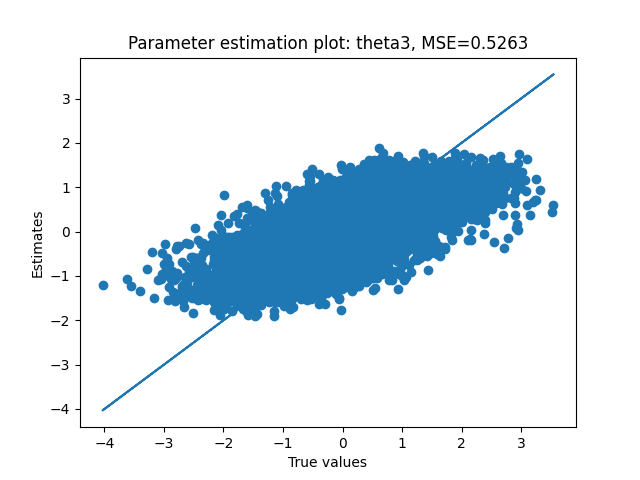 Parameter estimation plot: theta3, MSE=0.5263
3
2
1
0
−1
−2
−3
−4
Estimates
−4 −3 −2 −1 0 1 2 3
True values